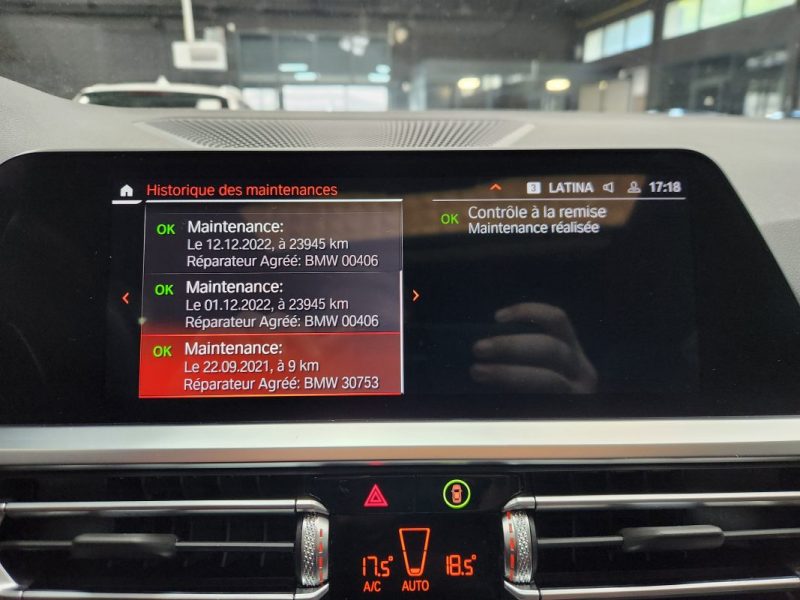 Historique des maintenances
3 LATINA 17:18
OK Maintenance:
Le 12.12.2022, à 23945 km
Réparateur Agréé: BMW 00406
OK Maintenance:
Le 01.12.2022, à 23945 km
Réparateur Agréé: BMW 00406
OK Maintenance:
Le 22.09.2021, à 9 km
Réparateur Agréé: BMW 30753
OK Contrôle à la remise
Maintenance réalisée
17.5° 18.5°
A/C AUTO